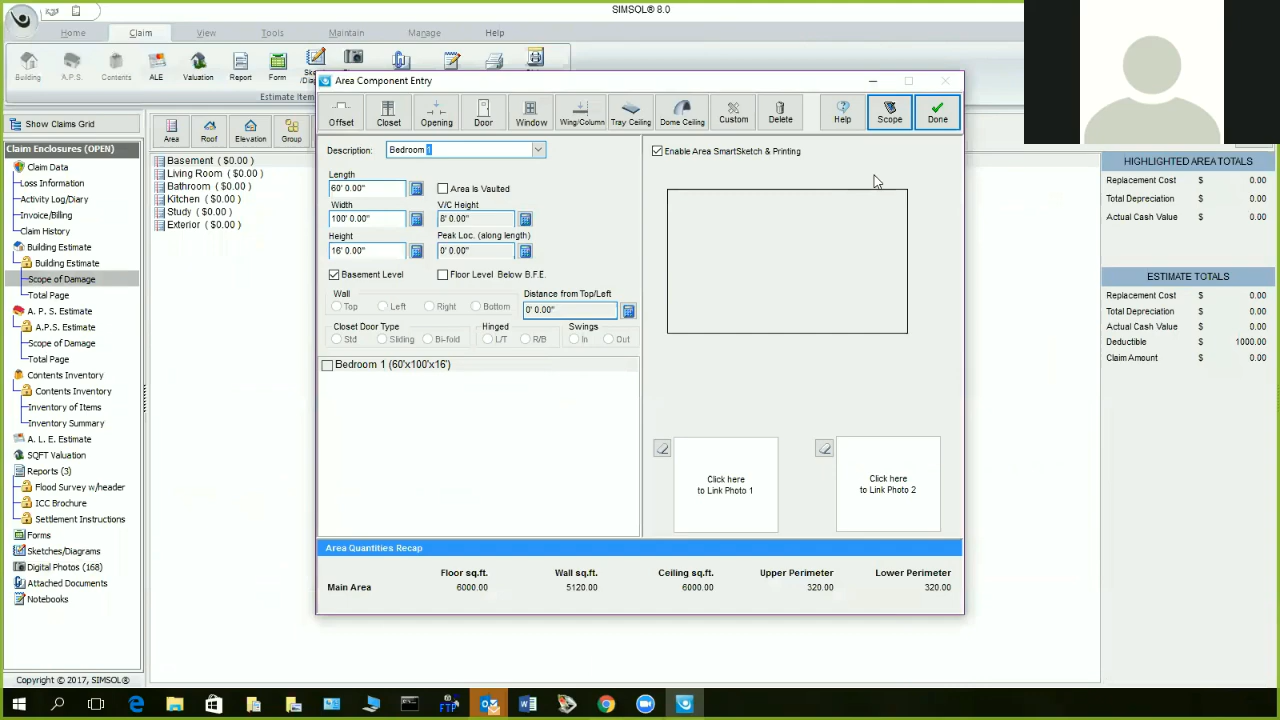 SIMSOL® 8.0
Home Claim View Tools Maintain Manage Help
Building A.P.S. Contents ALE Valuation Report Form
Estimate Item
Area Component Entry
Show Claims Grid
Claim Enclosures (OPEN)
Claim Data
Loss Information
Activity Log/Diary
Invoice/Billing
Claim History
Building Estimate
Building Estimate
Scope of Damage
Total Page
A. P. S. Estimate
A.P.S. Estimate
Scope of Damage
Total Page
Contents Inventory
Contents Inventory
Inventory of Items
Inventory Summary
A. L. E. Estimate
SQFT Valuation
Reports (3)
Flood Survey w/header
ICC Brochure
Settlement Instructions
Forms
Sketches/Diagrams
Digital Photos (168)
Attached Documents
Notebooks
Copyright © 2017, SIMSOL®
Area Roof Elevation Group
Basement ( $0.00 )
Living Room ( $0.00 )
Bathroom ( $0.00 )
Kitchen ( $0.00 )
Study ( $0.00 )
Exterior ( $0.00 )
Offset Closet Opening Door Window Wing/Column Tray Ceiling Dome Ceiling Custom Delete Help Scope Done
Description: Bedroom 1
Enable Area SmartSketch & Printing
Length
60' 0.00" Area is Vaulted
Width V/C Height
100' 0.00" 8' 0.00"
Height Peak Loc. (along length)
16' 0.00" 0' 0.00"
Basement Level Floor Level Below B.F.E.
Wall Distance from Top/Left
Top Left Right Bottom 0' 0.00"
Closet Door Type Hinged Swings
Std Sliding Bi-fold L/T R/B In Out
Bedroom 1 (60'x100'x16')
Click here
to Link Photo 1
Click here
to Link Photo 2
Area Quantities Recap
Floor sq.ft. Wall sq.ft. Ceiling sq.ft. Upper Perimeter Lower Perimeter
Main Area 6000.00 5120.00 6000.00 320.00 320.00
HIGHLIGHTED AREA TOTALS
Replacement Cost $ 0.00
Total Depreciation $ 0.00
Actual Cash Value $ 0.00
ESTIMATE TOTALS
Replacement Cost $ 0.00
Total Depreciation $ 0.00
Actual Cash Value $ 0.00
Deductible $ 1000.00
Claim Amount $ 0.00
FTP